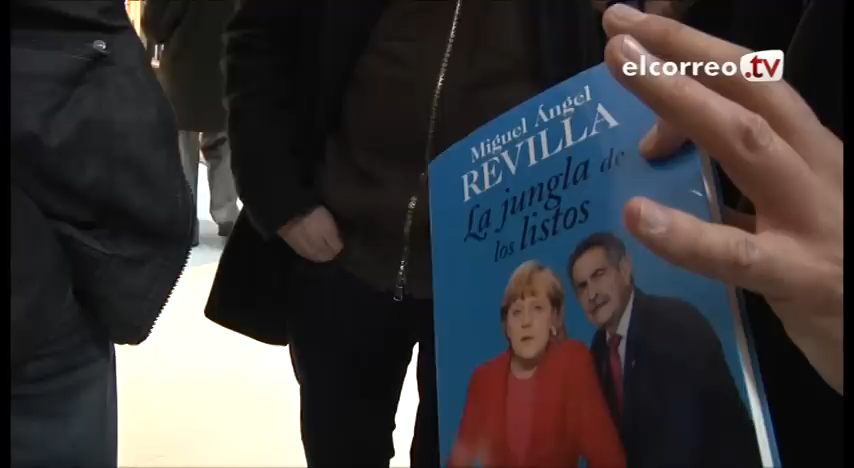 elcorreo.tv
Miguel Ángel
REVILLA
La jungla de
los listos